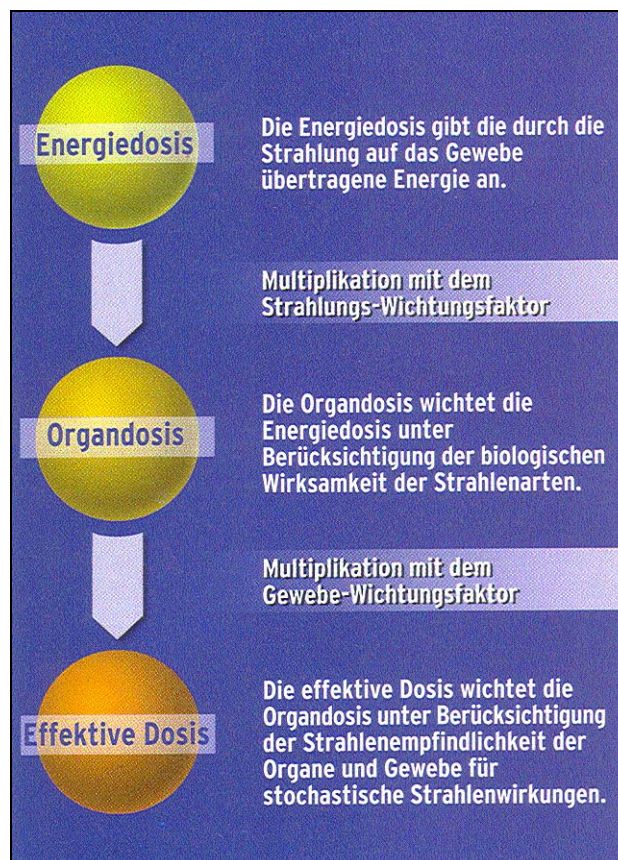 Energiedosis
Die Energiedosis gibt die durch die
Strahlung auf das Gewebe
übertragene Energie an.
Multiplikation mit dem
Strahlungs-Wichtungsfaktor
Organdosis
Die Organdosis wichtet die
Energiedosis unter
Berücksichtigung der biologischen
Wirksamkeit der Strahlenarten.
Multiplikation mit dem
Gewebe-Wichtungsfaktor
Effektive Dosis
Die effektive Dosis wichtet die
Organdosis unter Berücksichtigung
der Strahlenempfindlichkeit der
Organe und Gewebe für
stochastische Strahlenwirkungen.